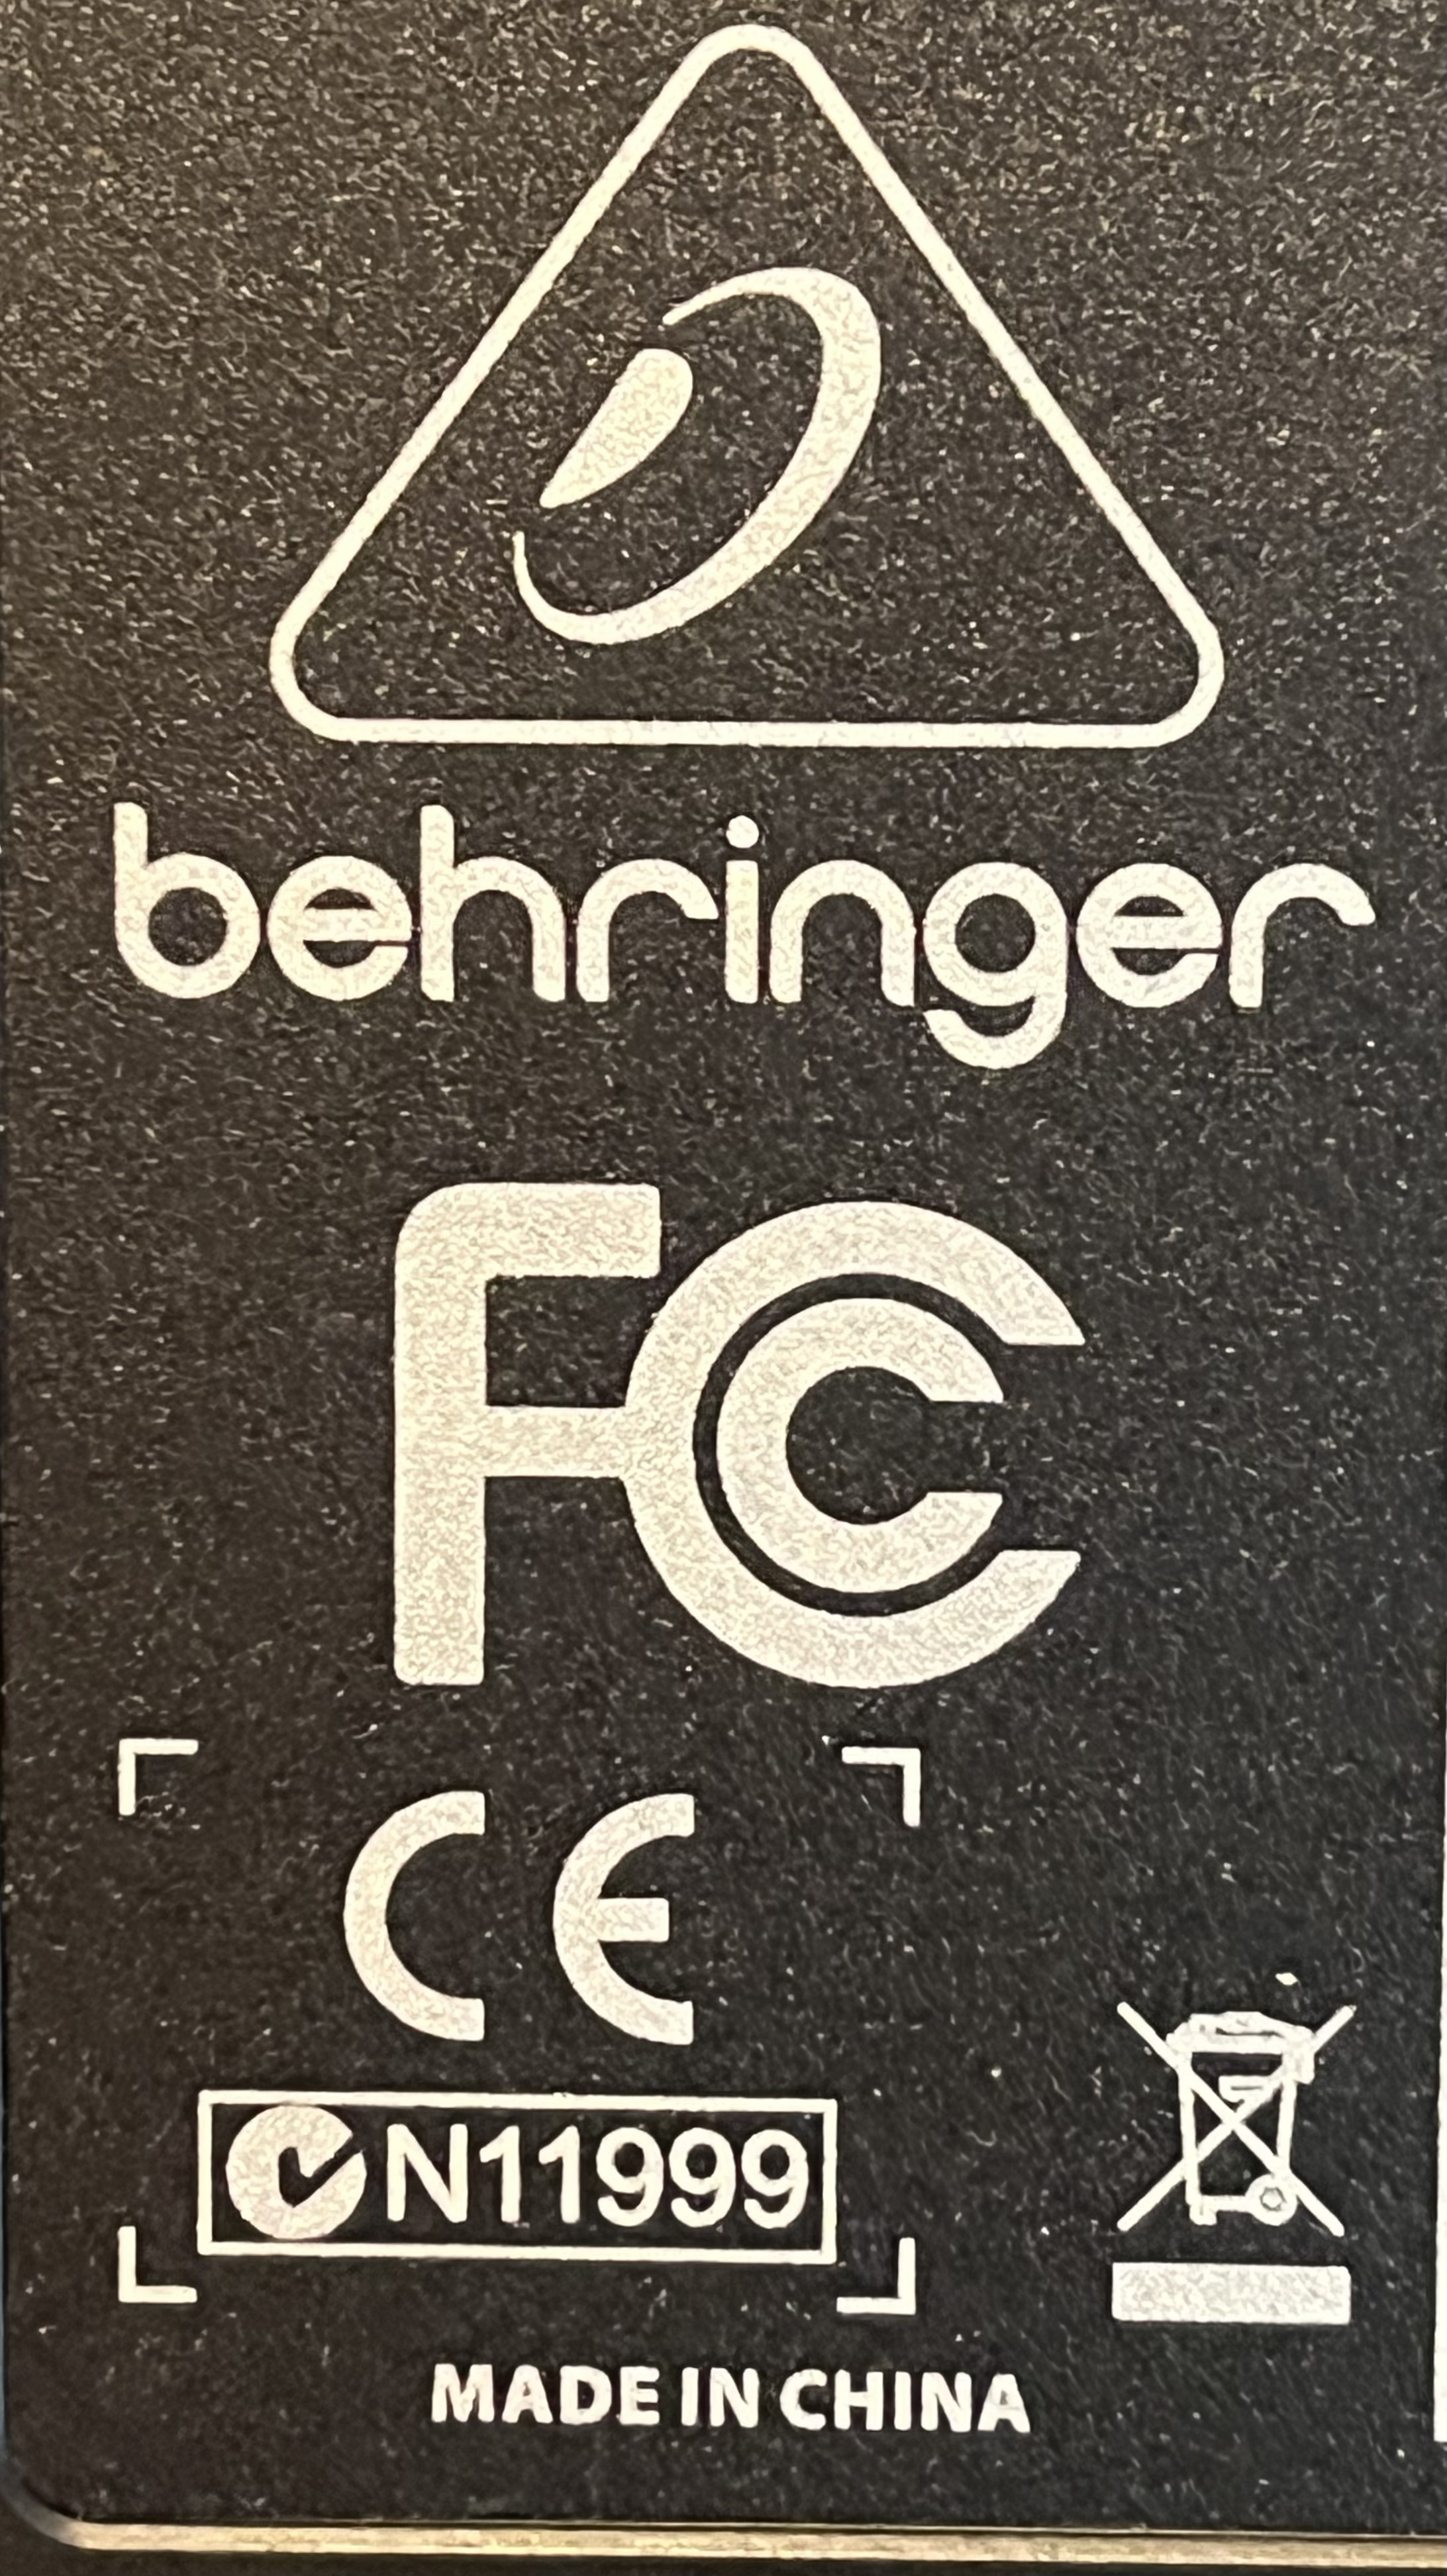 behringer
FC
CE
N11999
MADE IN CHINA